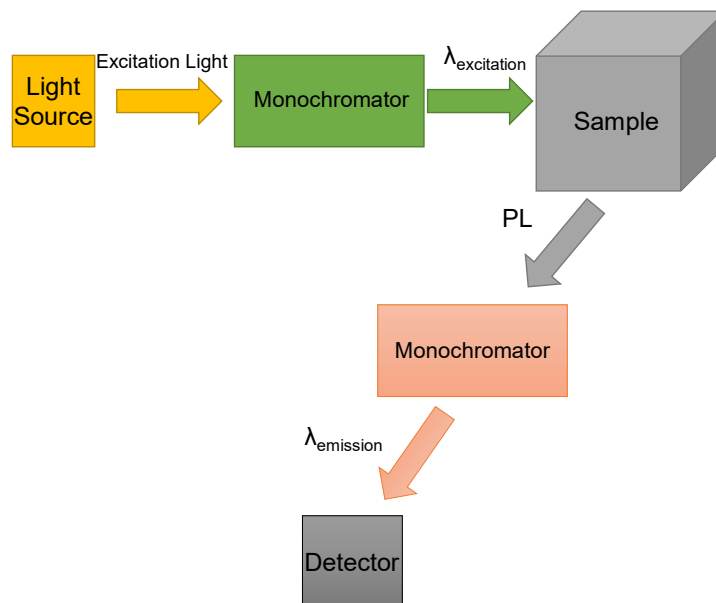 Light
Source
Excitation Light
Monochromator
λexcitation
Sample
PL
Monochromator
λemission
Detector